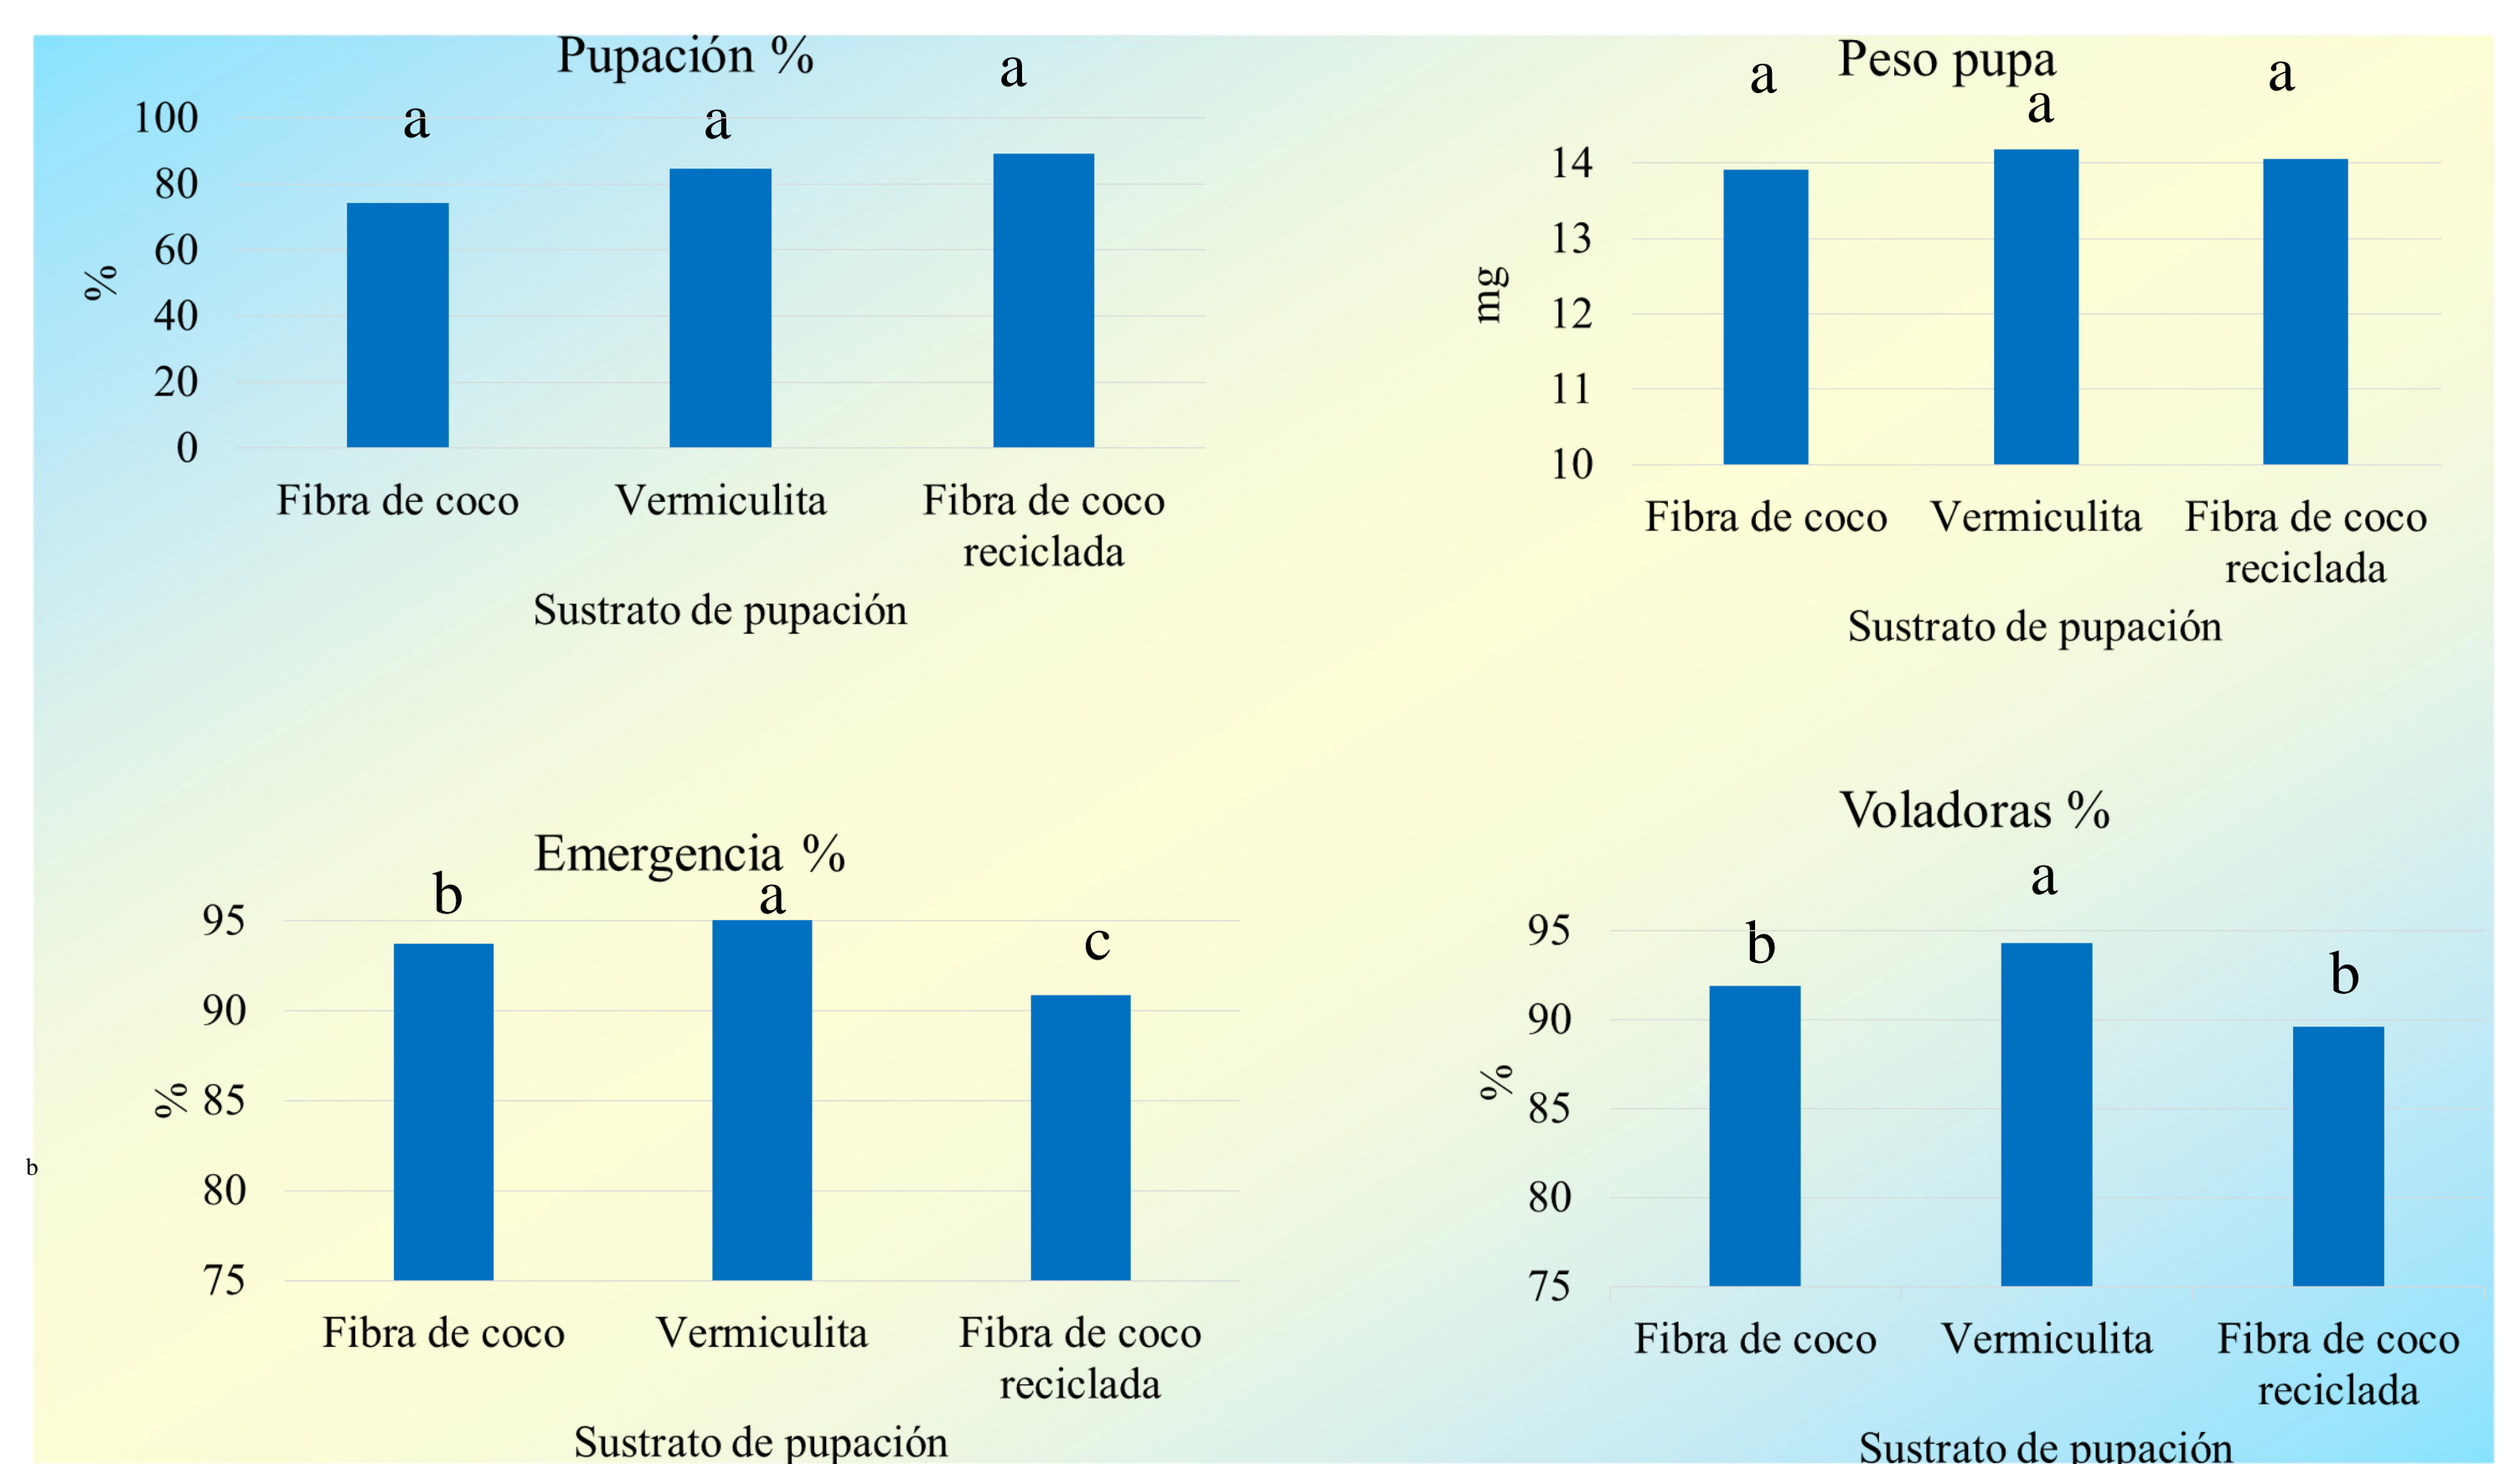 Pupación %
a
a
a
100
80
60
40
20
0
%
Fibra de coco
Vermiculita
Fibra de coco
reciclada
Sustrato de pupación
Peso pupa
a
a
a
14
13
12
11
10
mg
Fibra de coco
Vermiculita
Fibra de coco
reciclada
Sustrato de pupación
Emergencia %
b
a
c
95
90
85
80
75
%
b
Fibra de coco
Vermiculita
Fibra de coco
reciclada
Sustrato de pupación
Voladoras %
a
b
b
95
90
85
80
75
%
Fibra de coco
Vermiculita
Fibra de coco
reciclada
Sustrato de pupación